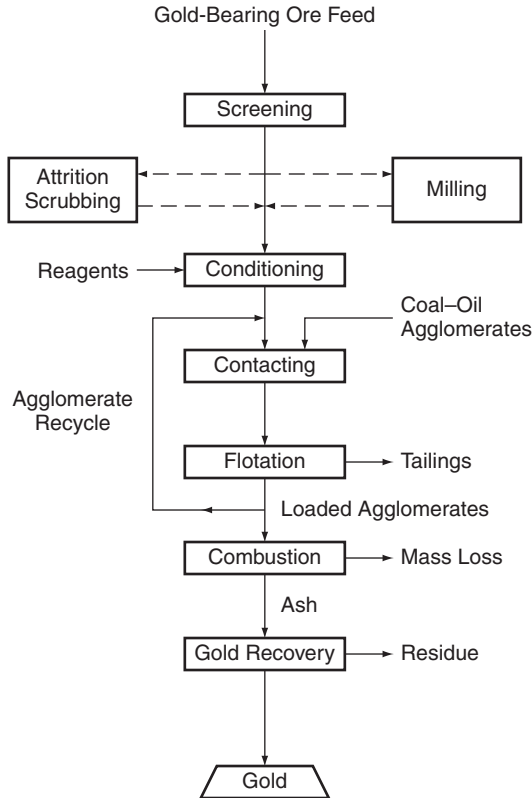 Gold-Bearing Ore Feed
Screening
Attrition
Scrubbing
Milling
Reagents
Conditioning
Coal–Oil
Agglomerates
Contacting
Agglomerate
Recycle
Flotation
Tailings
Loaded Agglomerates
Combustion
Mass Loss
Ash
Gold Recovery
Residue
Gold